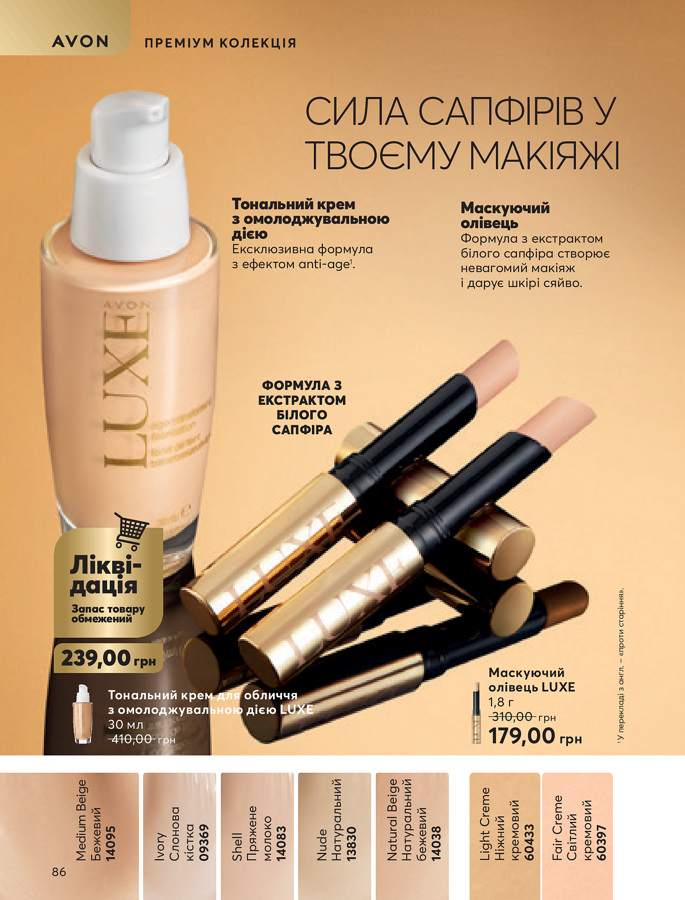 AVON
ПРЕМІУМ КОЛЕКЦІЯ
СИЛА САПФІРІВ У
ТВОЄМУ МАКІЯЖІ
Тональний крем
з омолоджувальною
дією
Ексклюзивна формула
з ефектом anti-age¹.
Маскуючий
олівець
Формула з екстрактом
білого сапфіра створює
невагомий макіяж
і дарує шкірі сяйво.
AVON
LUXE
ФОРМУЛА З
ЕКСТРАКТОМ
БІЛОГО
САПФІРА
LUXE
LUXE
Лікві-
дація
Запас товару
обмежений
239,00 грн
Тональний крем для обличчя
з омолоджувальною дією LUXE
30 мл
410,00 грн
Маскуючий
олівець LUXE
1,8 г
310,00 грн
179,00 грн
¹У перекладі з англ. – «проти старіння».
Medium Beige
Бежевий
14095
Ivory
Слонова
кістка
09369
Shell
Пряжене
молоко
14083
Nude
Натуральний
13830
Natural Beige
Натуральний
бежевий
14038
Light Creme
Ніжний
кремовий
60433
Fair Creme
Світлий
кремовий
60397
86